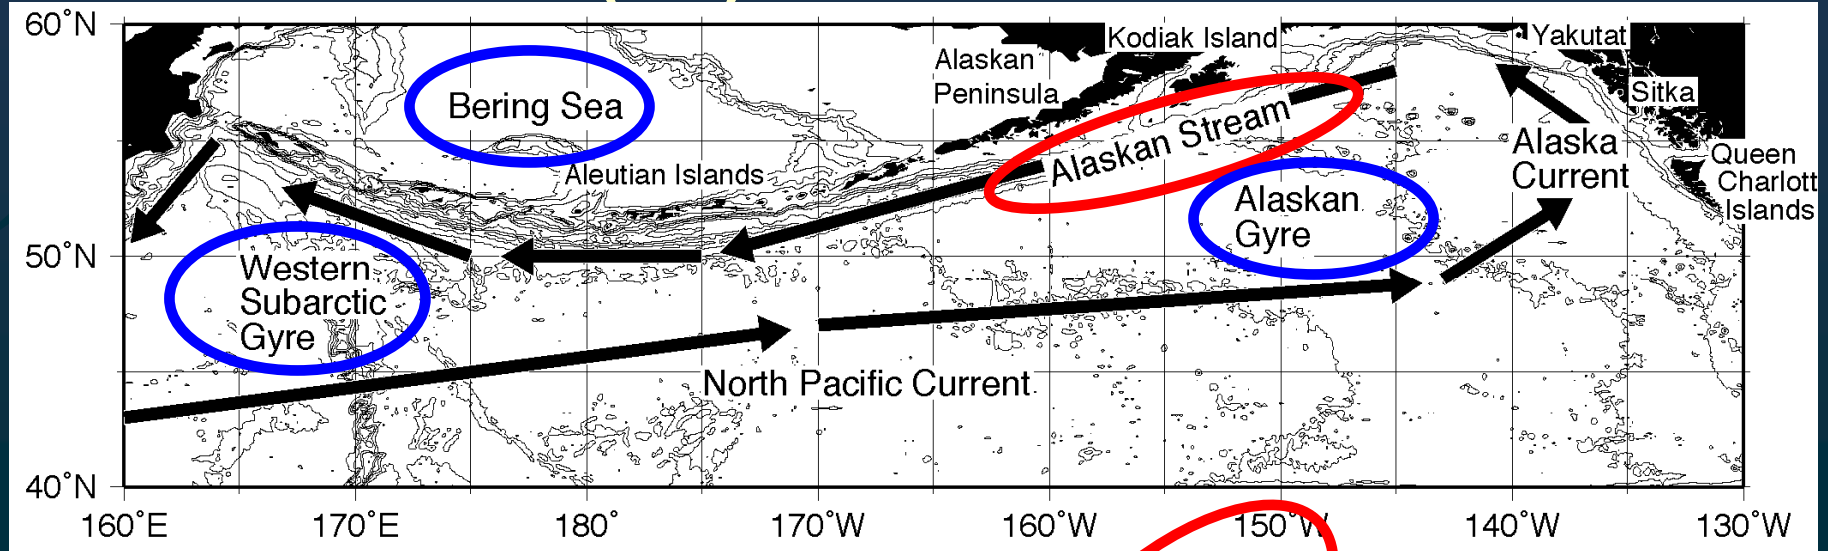 60˚N
Kodiak Island
Yakutat
Alaskan
Peninsula
Bering Sea
Sitka
Alaskan Stream
Alaska
Current
Queen
Charlott
Islands
Aleutian Islands
Alaskan
Gyre
50˚N
Western
Subarctic
Gyre
North Pacific Current
40˚N
160˚E 170˚E 180˚ 170˚W 160˚W 150˚W 140˚W 130˚W